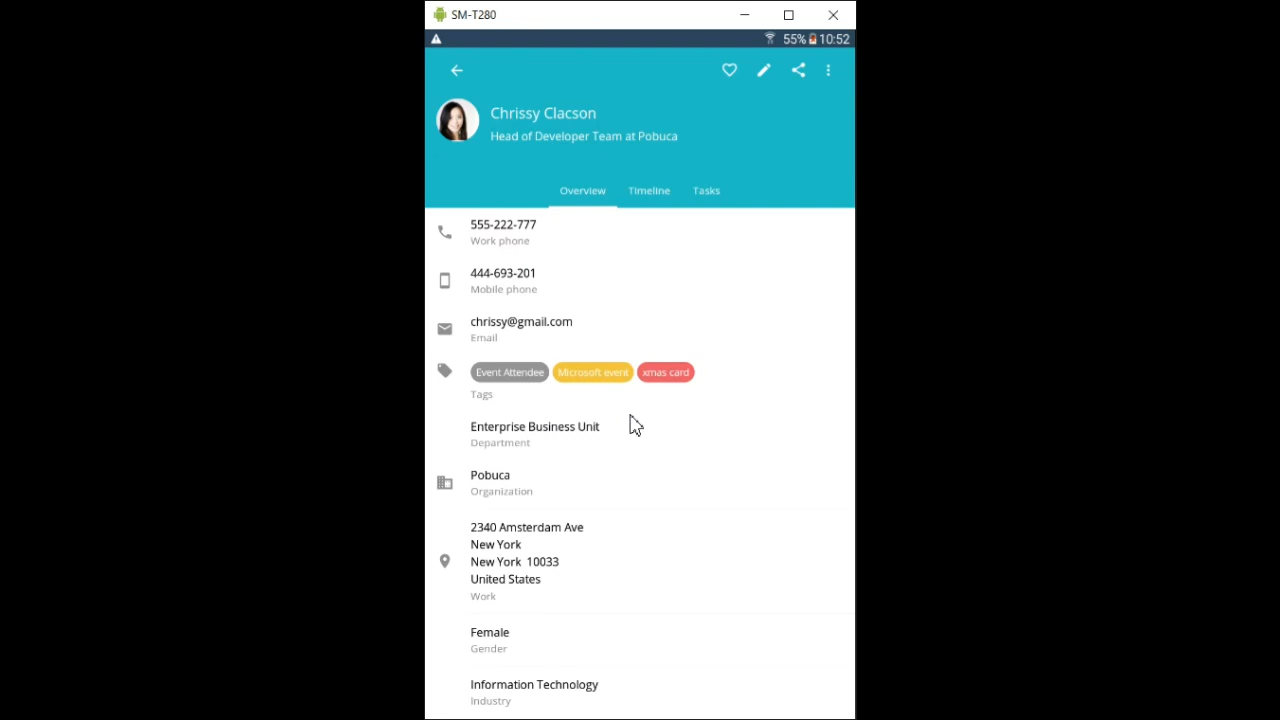 SM-T280
55% 10:52
Chrissy Clacson
Head of Developer Team at Pobuca
Overview Timeline Tasks
555-222-777
Work phone
444-693-201
Mobile phone
chrissy@gmail.com
Email
Event Attendee Microsoft event xmas card
Tags
Enterprise Business Unit
Department
Pobuca
Organization
2340 Amsterdam Ave
New York
New York 10033
United States
Work
Female
Gender
Information Technology
Industry